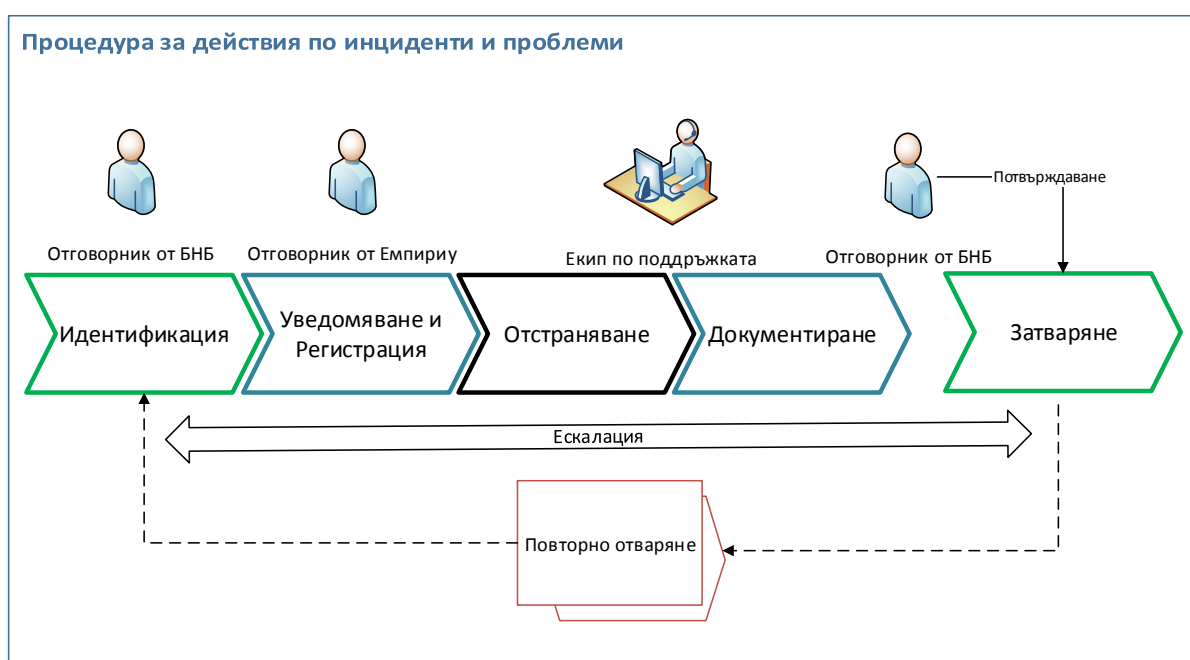 Процедура за действия по инциденти и проблеми
Потвърждаване
Отговорник от БНБ
Отговорник от Емпириу
Екип по поддръжката
Отговорник от БНБ
Идентификация
Уведомяване и
Регистрация
Отстраняване
Документиране
Затваряне
Ескалация
Повторно отваряне